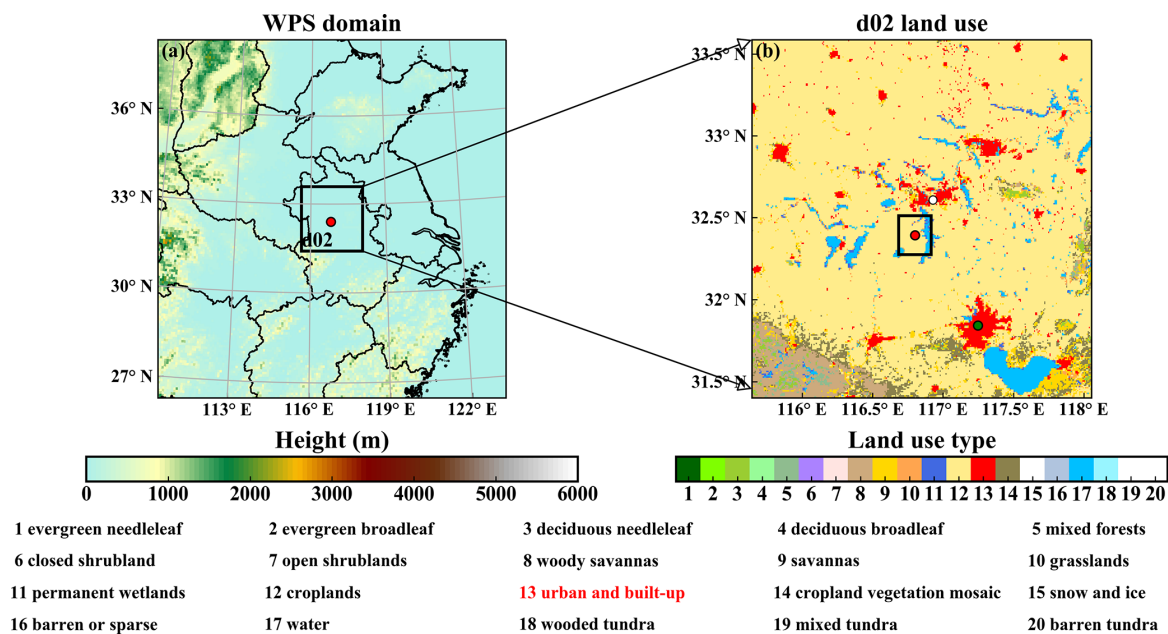 WPS domain
d02 land use
(a)
(b)
36° N
33° N
30° N
27° N
d02
113° E 116° E 119° E 122° E
31.5° N
33° N
32.5° N
32° N
31.5° N
116° E 116.5° E 117° E 117.5° E 118° E
Height (m)
Land use type
0 1000 2000 3000 4000 5000 6000
1 2 3 4 5 6 7 8 9 10 11 12 13 14 15 16 17 18 19 20
1 evergreen needleleaf 2 evergreen broadleaf 3 deciduous needleleaf 4 deciduous broadleaf 5 mixed forests
6 closed shrubland 7 open shrublands 8 woody savannas 9 savannas 10 grasslands
11 permanent wetlands 12 croplands 13 urban and built-up 14 cropland vegetation mosaic 15 snow and ice
16 barren or sparse 17 water 18 wooded tundra 19 mixed tundra 20 barren tundra